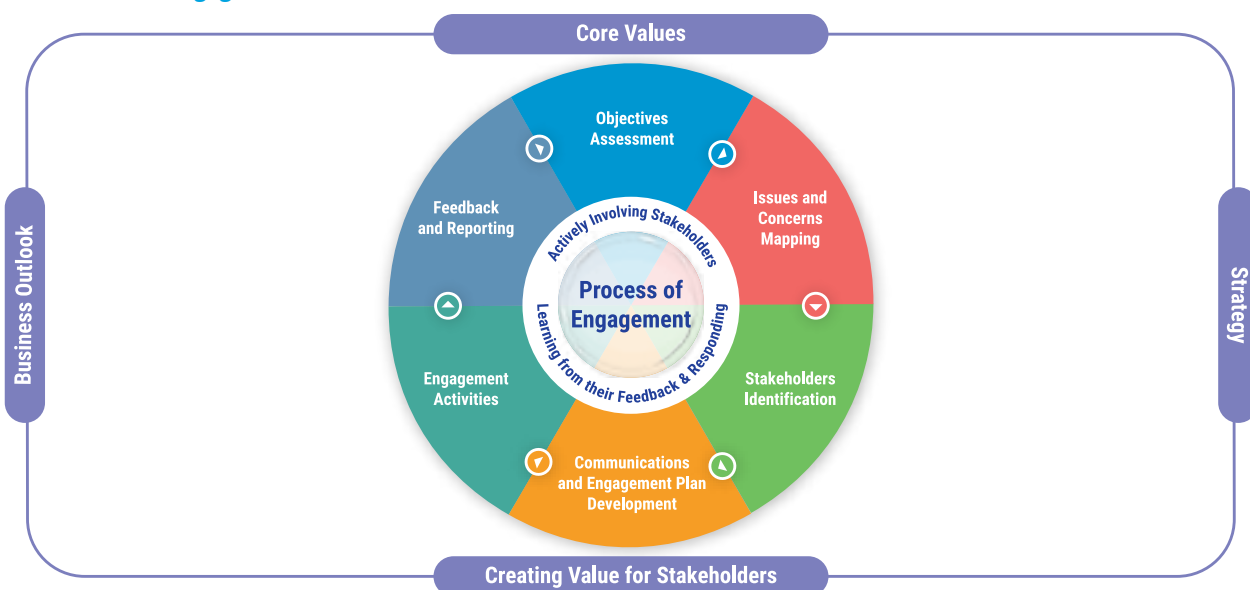 Core Values
Objectives
Assessment
Issues and
Concerns
Mapping
Feedback
and Reporting
Actively Involving Stakeholders
Process of
Engagement
Learning from their Feedback & Responding
Business Outlook
Strategy
Engagement
Activities
Stakeholders
Identification
Communications
and Engagement Plan
Development
Creating Value for Stakeholders